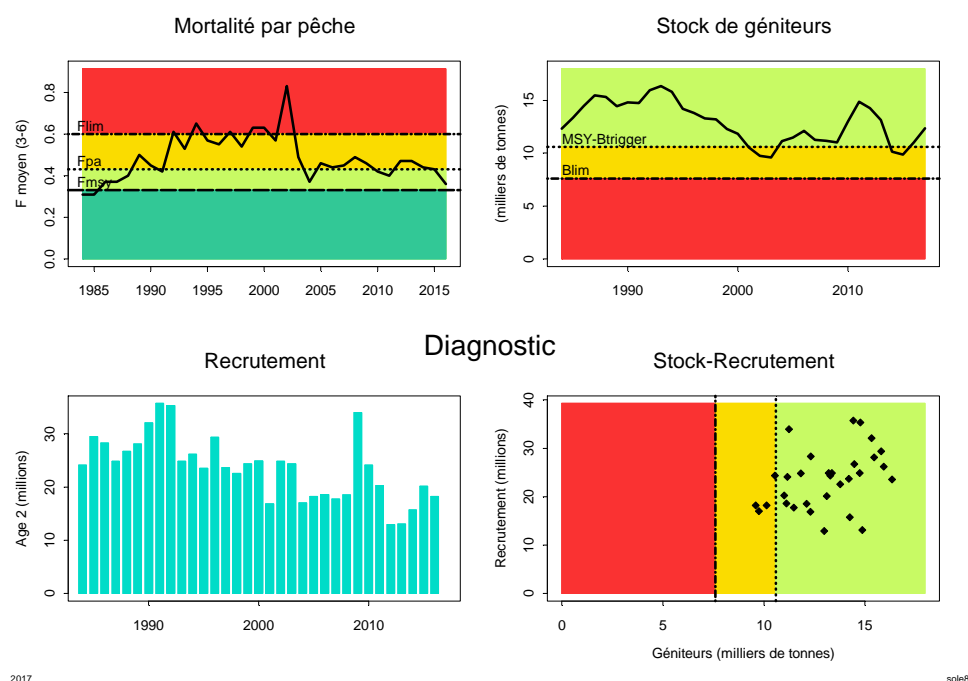 Mortalité par pêche
F moyen (3-6)
0.0 0.2 0.4 0.6 0.8
Flim
Fpa
Fmsy
1985 1990 1995 2000 2005 2010 2015
Stock de géniteurs
(milliers de tonnes)
0 5 10 15
MSY-Btrigger
Blim
1990 2000 2010
Diagnostic
Recrutement
Age 2 (millions)
0 10 20 30
1990 2000 2010
Stock-Recrutement
Recrutement (millions)
0 10 20 30 40
0 5 10 15
Géniteurs (milliers de tonnes)
2017
sole8